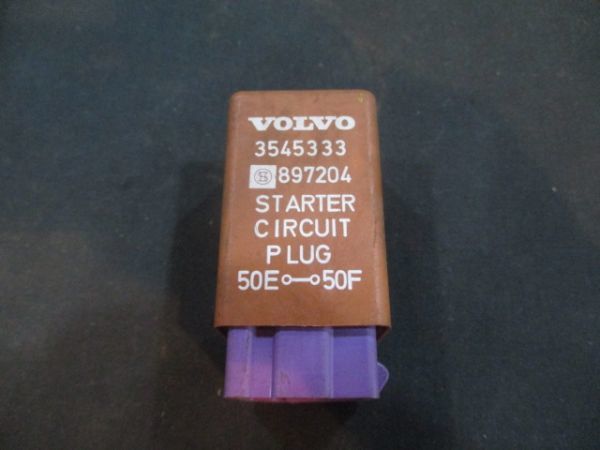 VOLVO
3545333
S 897204
STARTER
CIRCUIT
PLUG
50E 50F